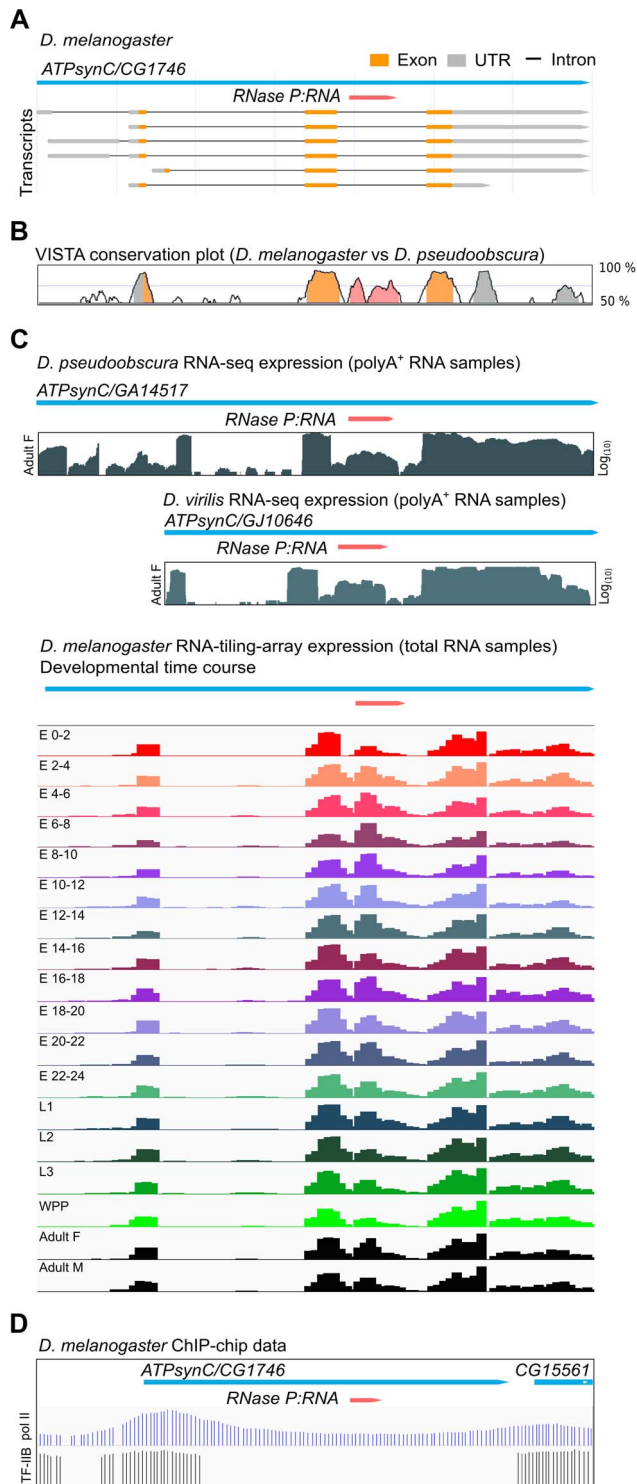 A
D. melanogaster
Exon UTR Intron
ATPsynC/CG1746
RNase P:RNA
Transcripts
B
VISTA conservation plot (D. melanogaster vs D. pseudoobscura)
100 %
50 %
C
D. pseudoobscura RNA-seq expression (polyA⁺ RNA samples)
ATPsynC/GA14517
RNase P:RNA
Adult F
Log(10)
D. virilis RNA-seq expression (polyA⁺ RNA samples)
ATPsynC/GJ10646
RNase P:RNA
Adult F
Log(10)
D. melanogaster RNA-tiling-array expression (total RNA samples)
Developmental time course
E 0-2
E 2-4
E 4-6
E 6-8
E 8-10
E 10-12
E 12-14
E 14-16
E 16-18
E 18-20
E 20-22
E 22-24
L1
L2
L3
WPP
Adult F
Adult M
D
D. melanogaster ChIP-chip data
ATPsynC/CG1746 CG15561
RNase P:RNA
pol II
TF-IIB